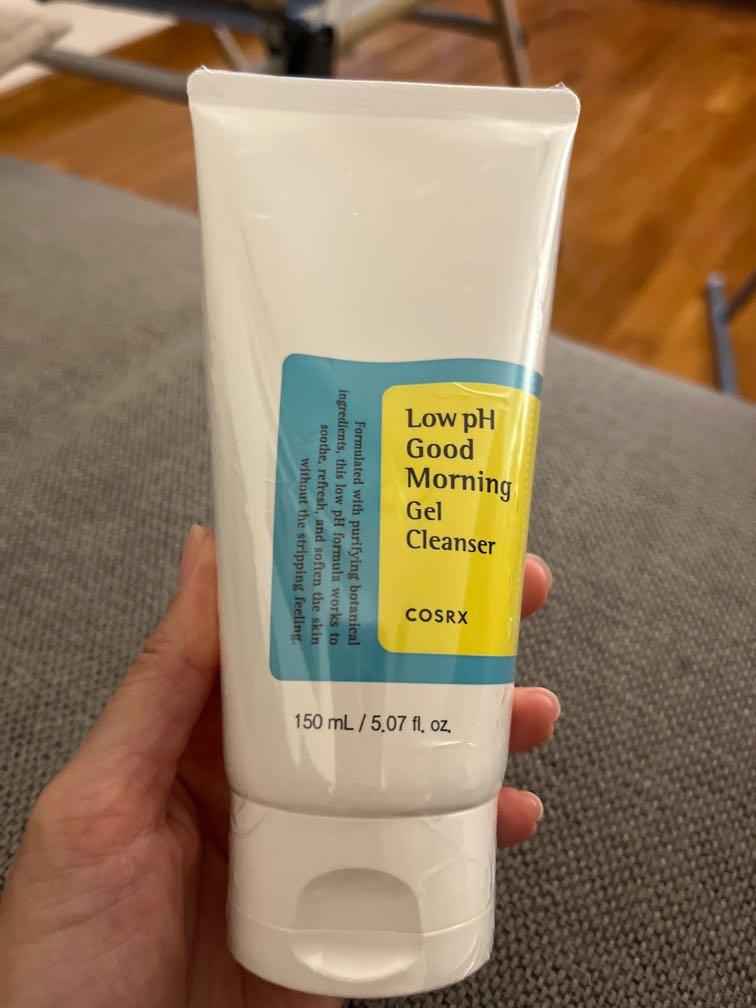 Low pH
Good
Morning
Gel
Cleanser
COSRX
Formulated with purifying botanical
ingredients, this low pH formula works to
soothe, refresh, and soften the skin
without the stripping feeling.
150 mL / 5.07 fl. oz.